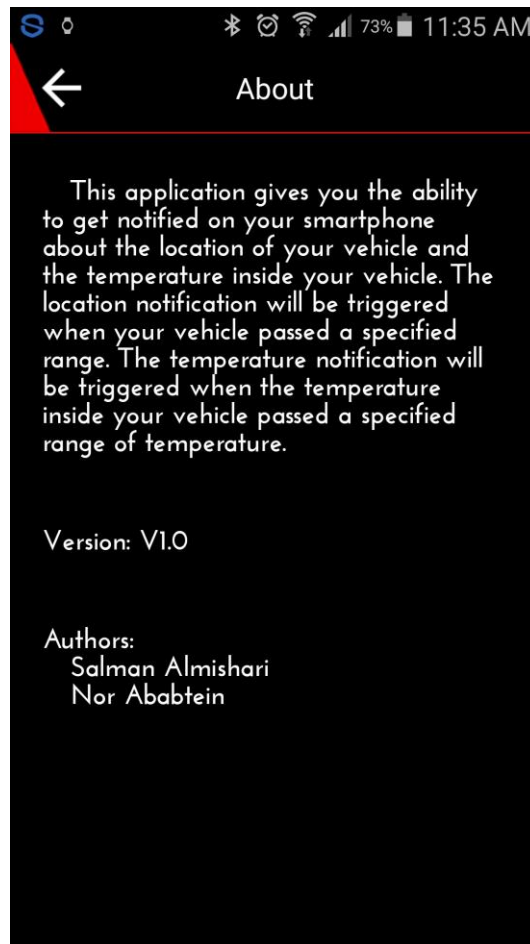 73% 11:35 AM
About
This application gives you the ability
to get notified on your smartphone
about the location of your vehicle and
the temperature inside your vehicle. The
location notification will be triggered
when your vehicle passed a specified
range. The temperature notification will
be triggered when the temperature
inside your vehicle passed a specified
range of temperature.
Version: V1.0
Authors:
Salman Almishari
Nor Ababtein